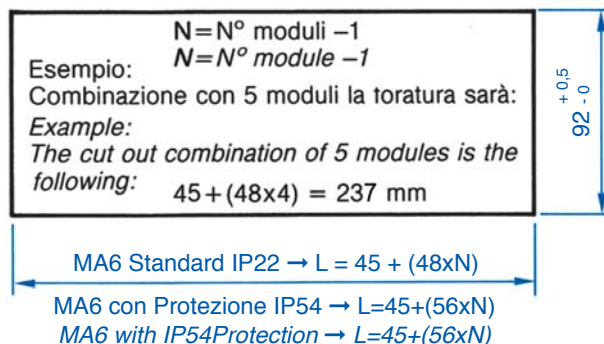 N=Nº moduli –1
N=Nº module –1
Esempio:
Combinazione con 5 moduli la toratura sarà:
Example:
The cut out combination of 5 modules is the
following:
45+(48x4) = 237 mm
92 + 0,5 - 0
MA6 Standard IP22 → L = 45 + (48xN)
MA6 con Protezione IP54 → L=45+(56xN)
MA6 with IP54Protection → L=45+(56xN)